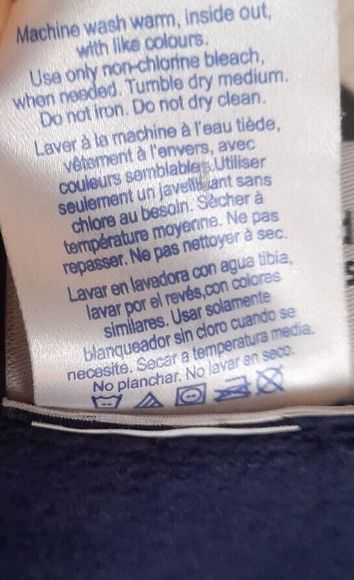 Machine wash warm, inside out,
with like colours.
Use only non-chlorine bleach,
when needed. Tumble dry medium.
Do not iron. Do not dry clean.
Laver à la machine à l'eau tiède,
vêtement à l'envers, avec
couleurs semblables. Utiliser
seulement un javellisant sans
chlore au besoin. Sécher à
température moyenne. Ne pas
repasser. Ne pas nettoyer à sec.
Lavar en lavadora con agua tibia,
lavar por el revés,con colores
similares. Usar solamente
blanqueador sin cloro cuando se
necesite. Secar a temperatura media.
No planchar. No lavar en seco.